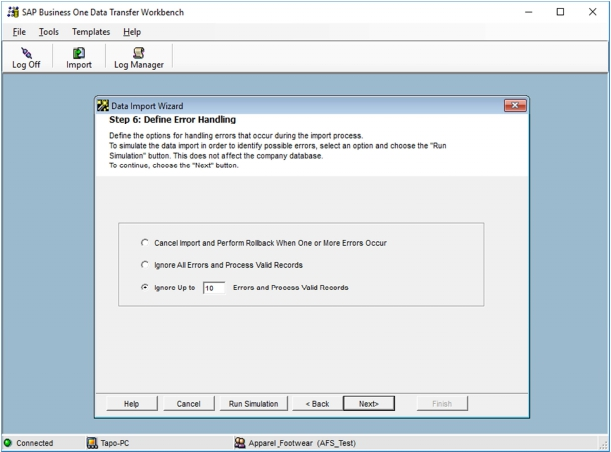 SAP Business One Data Transfer Workbench
File Tools Templates Help
Log Off Import Log Manager
Data Import Wizard
Step 6: Define Error Handling
Define the options for handling errors that occur during the import process.
To simulate the data import in order to identify possible errors, select an option and choose the "Run
Simulation" button. This does not affect the company database.
To continue, choose the "Next" button.
Cancel Import and Perform Rollback When One or More Errors Occur
Ignore All Errors and Process Valid Records
Ignore Up to 10 Errors and Process Valid Records
Help Cancel Run Simulation < Back Next> Finish
Connected Tapo-PC Apparel_Footwear (AFS_Test)